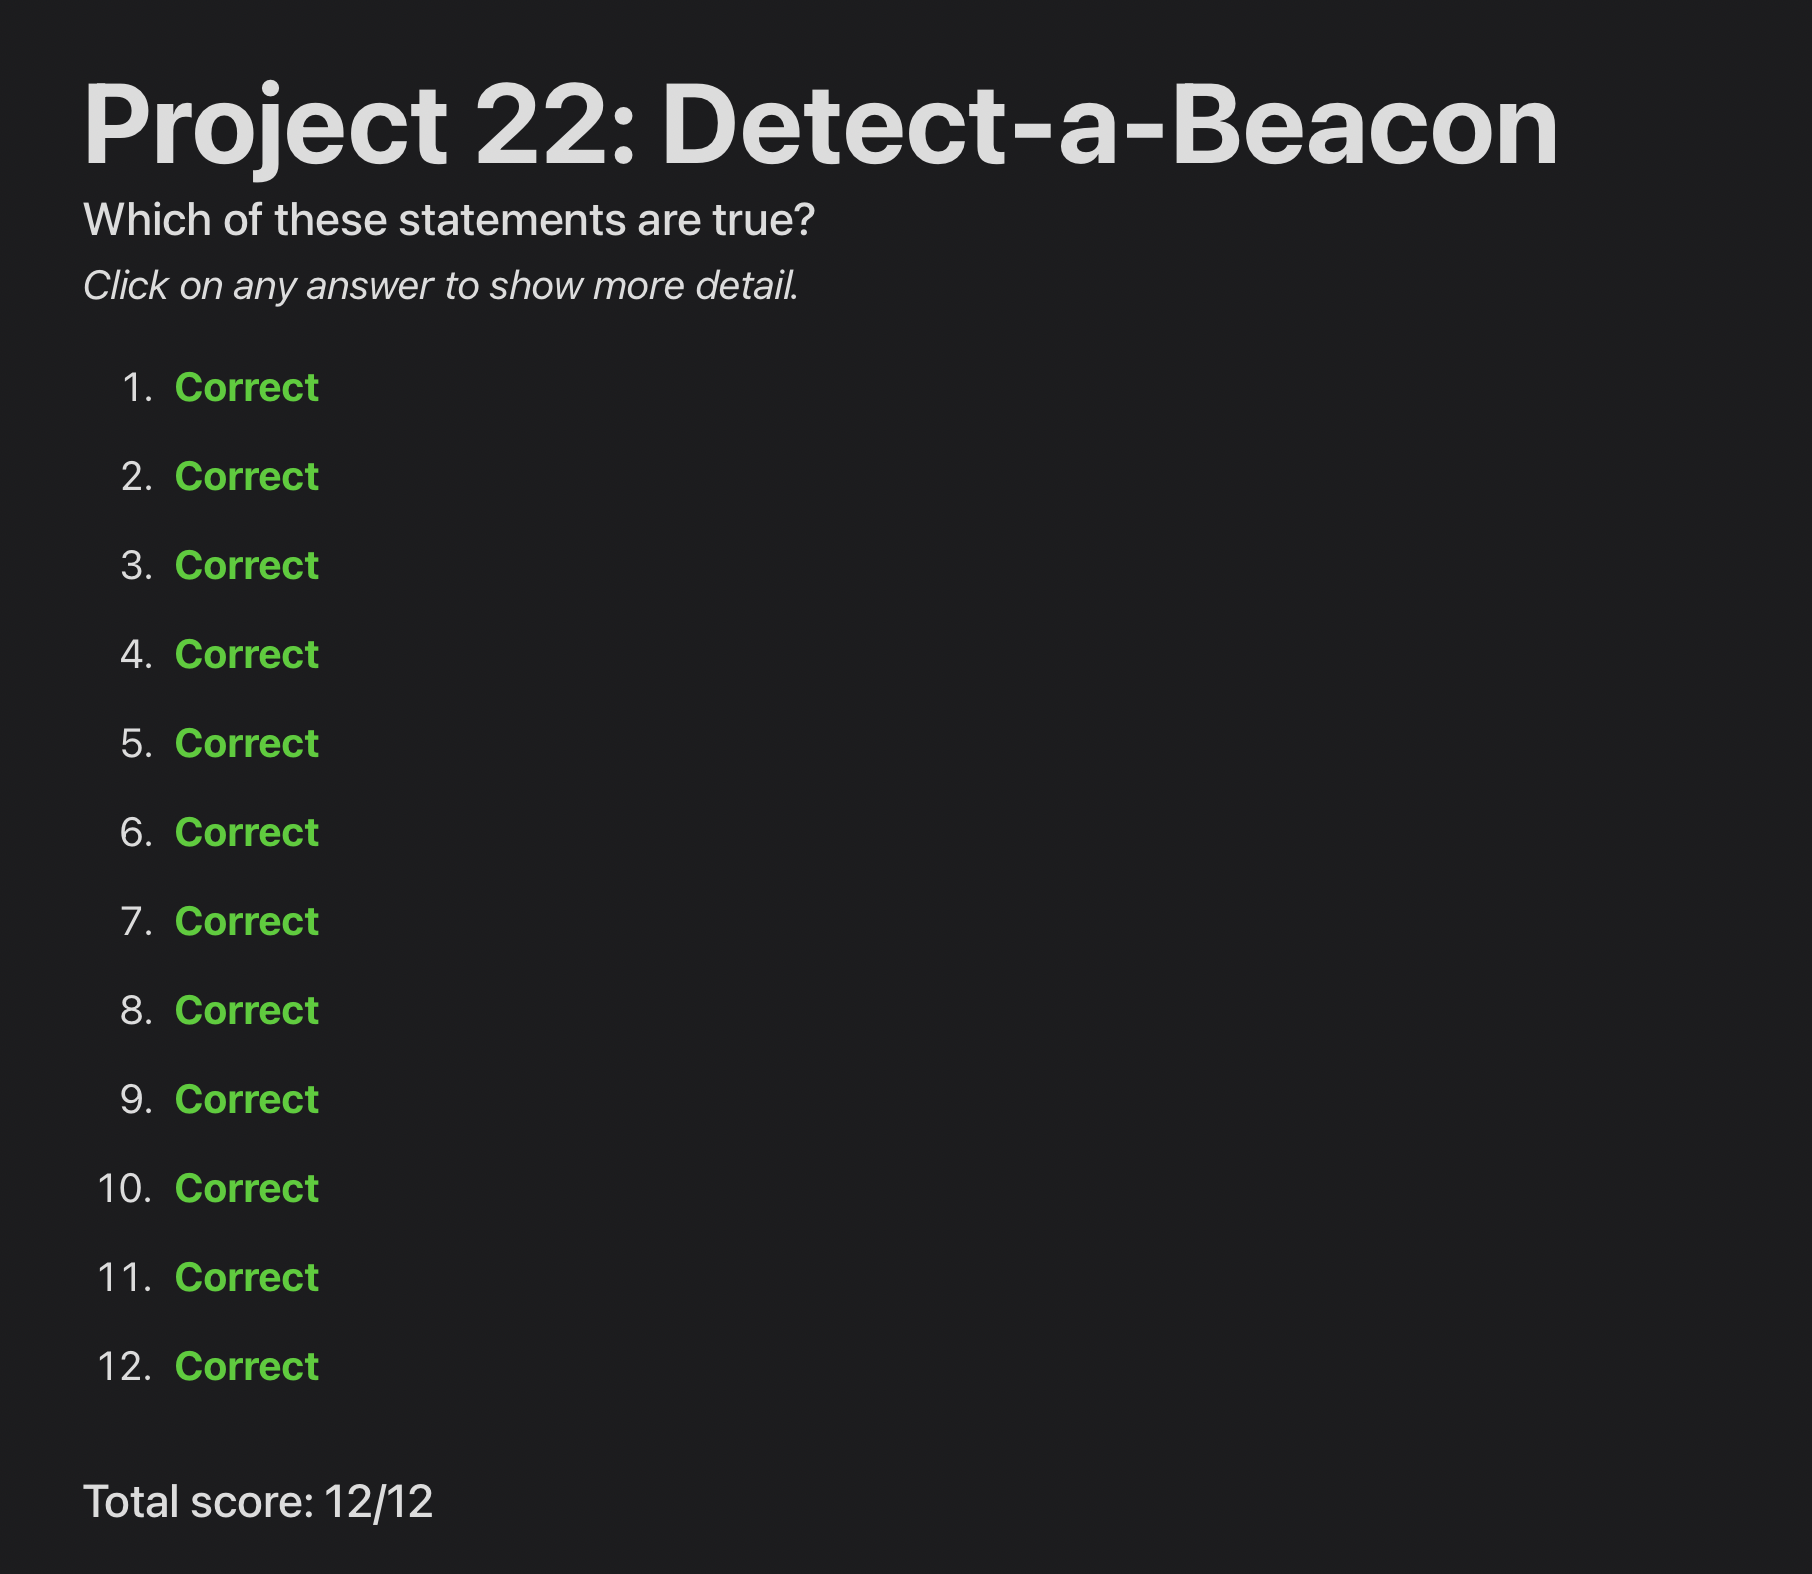 Project 22: Detect-a-Beacon
Which of these statements are true?
Click on any answer to show more detail.
1. Correct
2. Correct
3. Correct
4. Correct
5. Correct
6. Correct
7. Correct
8. Correct
9. Correct
10. Correct
11. Correct
12. Correct
Total score: 12/12